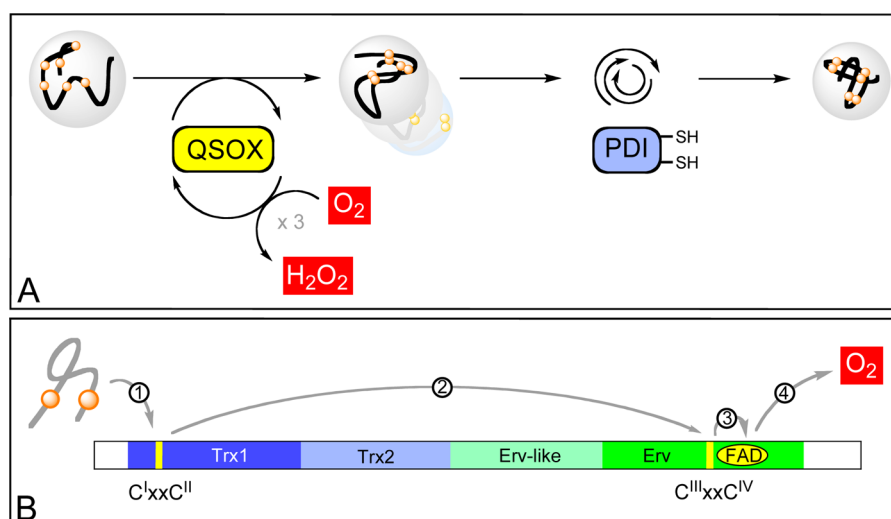 QSOX
PDI
SH
SH
x 3
O₂
H₂O₂
A
1
2
3
4
O₂
Trx1
Trx2
Erv-like
Erv
FAD
CᴵxxCᴵᴵ
CᴵᴵᴵxxCᴵⱽ
B